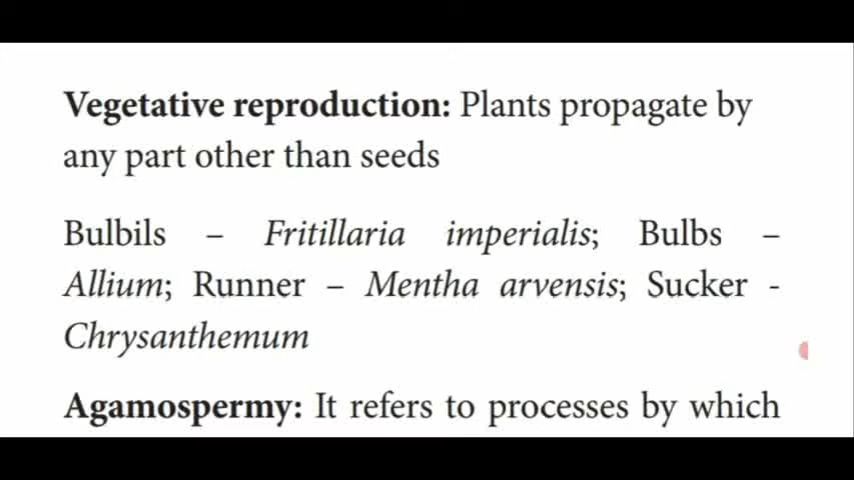 Vegetative reproduction: Plants propagate by
any part other than seeds
Bulbils – Fritillaria imperialis; Bulbs –
Allium; Runner – Mentha arvensis; Sucker -
Chrysanthemum
Agamospermy: It refers to processes by which